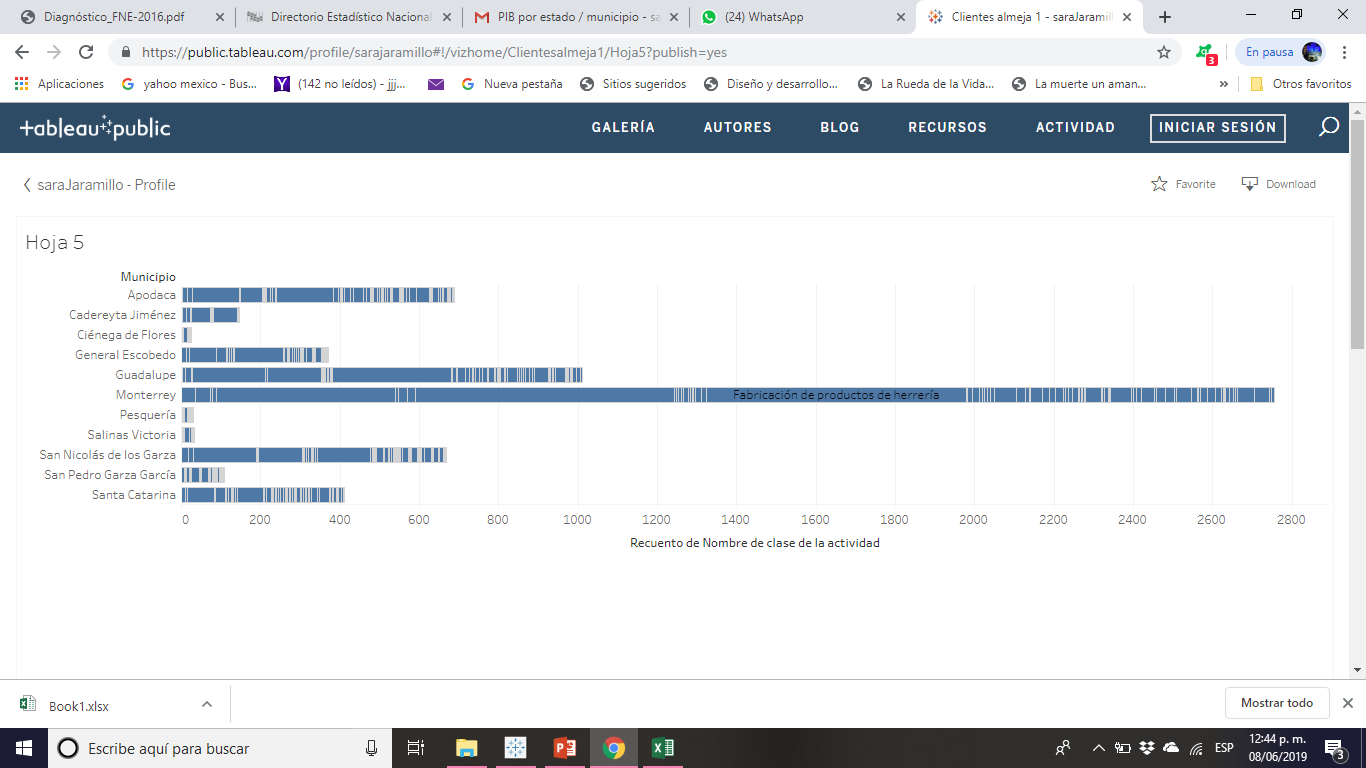 Diagnóstico_FNE-2016.pdf
Directorio Estadístico Nacional
PIB por estado / municipio - sa
(24) WhatsApp
Clientes almeja 1 - saraJaramill
https://public.tableau.com/profile/sarajaramillo#!/vizhome/Clientesalmeja1/Hoja5?publish=yes
3
En pausa
Aplicaciones
yahoo mexico - Bus...
(142 no leídos) - jjj...
Nueva pestaña
Sitios sugeridos
Diseño y desarrollo...
La Rueda de la Vida...
La muerte un aman...
»
Otros favoritos
tableau public
GALERÍA
AUTORES
BLOG
RECURSOS
ACTIVIDAD
INICIAR SESIÓN
saraJaramillo - Profile
Favorite
Download
Hoja 5
Municipio
Apodaca
Cadereyta Jiménez
Ciénega de Flores
General Escobedo
Guadalupe
Monterrey
Fabricación de productos de herrería
Pesquería
Salinas Victoria
San Nicolás de los Garza
San Pedro Garza García
Santa Catarina
0 200 400 600 800 1000 1200 1400 1600 1800 2000 2200 2400 2600 2800
Recuento de Nombre de clase de la actividad
Book1.xlsx
Mostrar todo
Escribe aquí para buscar
ESP
12:44 p. m.
08/06/2019
3